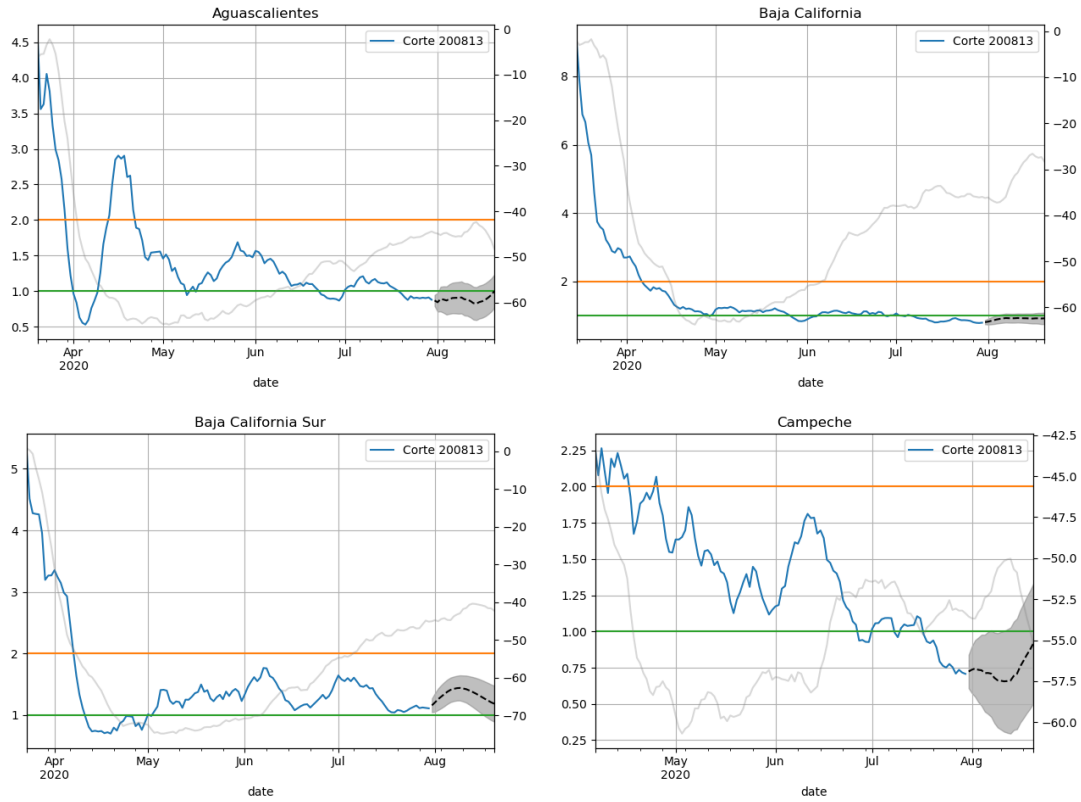 Aguascalientes
Corte 200813
4.5
4.0
3.5
3.0
2.5
2.0
1.5
1.0
0.5
0
−10
−20
−30
−40
−50
−60
Apr
2020
May
Jun
Jul
Aug
date
Baja California
Corte 200813
8
6
4
2
0
−10
−20
−30
−40
−50
−60
Apr
2020
May
Jun
Jul
Aug
date
Baja California Sur
Corte 200813
5
4
3
2
1
0
−10
−20
−30
−40
−50
−60
−70
Apr
2020
May
Jun
Jul
Aug
date
Campeche
Corte 200813
2.25
2.00
1.75
1.50
1.25
1.00
0.75
0.50
0.25
−42.5
−45.0
−47.5
−50.0
−52.5
−55.0
−57.5
−60.0
May
2020
Jun
Jul
Aug
date